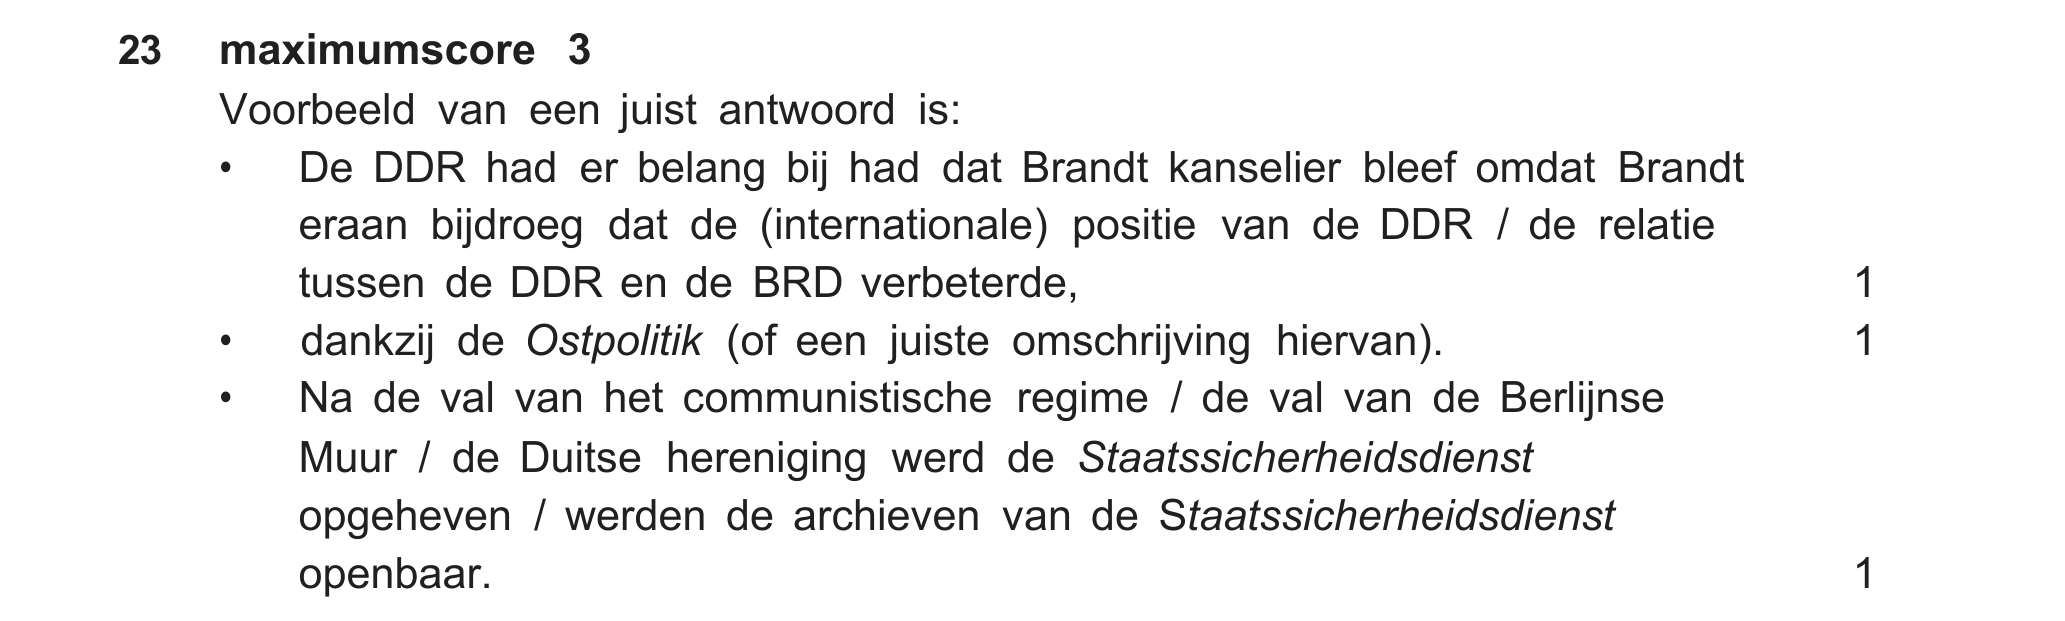 23 maximumscore 3
Voorbeeld van een juist antwoord is:
• De DDR had er belang bij had dat Brandt kanselier bleef omdat Brandt
eraan bijdroeg dat de (internationale) positie van de DDR / de relatie
tussen de DDR en de BRD verbeterde, 1
• dankzij de Ostpolitik (of een juiste omschrijving hiervan). 1
• Na de val van het communistische regime / de val van de Berlijnse
Muur / de Duitse hereniging werd de Staatssicherheidsdienst
opgeheven / werden de archieven van de Staatssicherheidsdienst
openbaar. 1